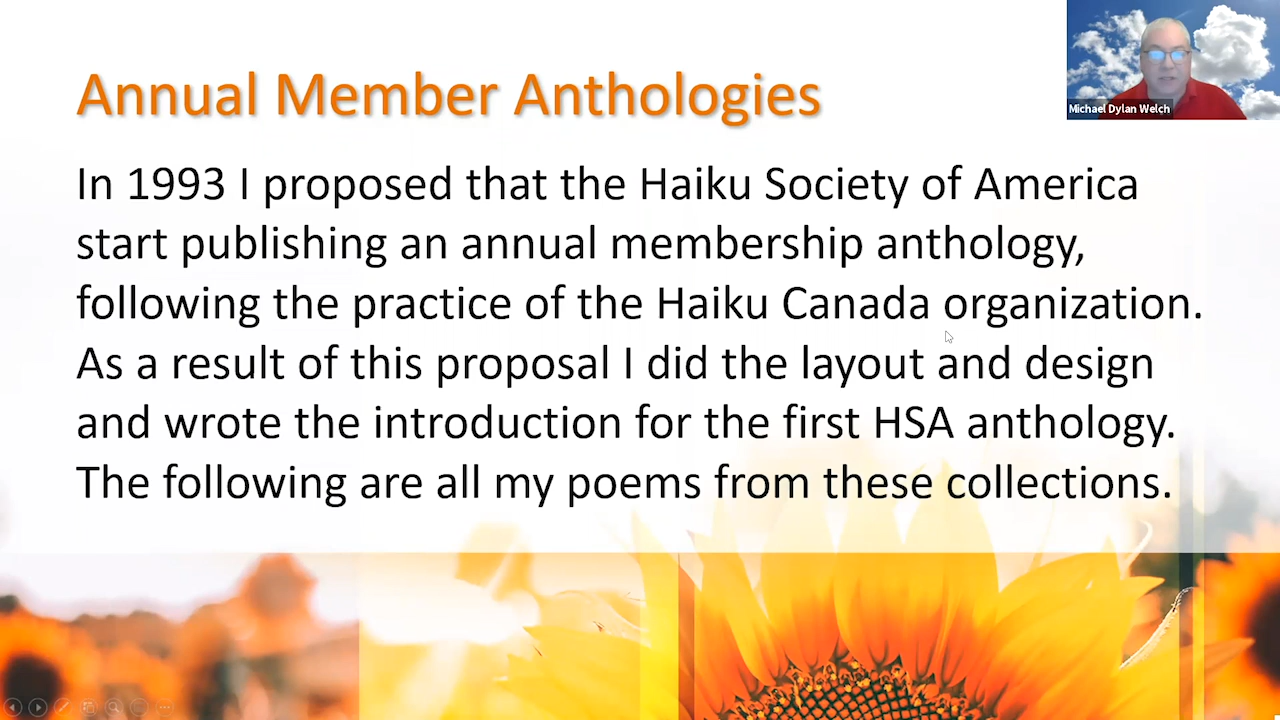 Annual Member Anthologies
Michael Dylan Welch
In 1993 I proposed that the Haiku Society of America
start publishing an annual membership anthology,
following the practice of the Haiku Canada organization.
As a result of this proposal I did the layout and design
and wrote the introduction for the first HSA anthology.
The following are all my poems from these collections.